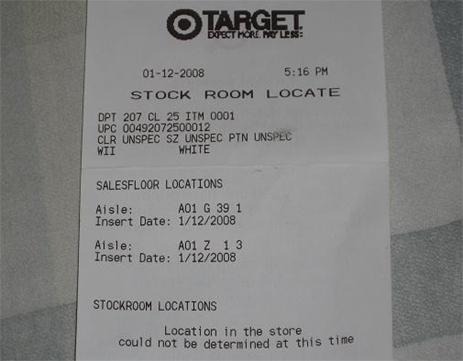 TARGET
EXPECT MORE. PAY LESS.
01-12-2008 5:16 PM
STOCK ROOM LOCATE
DPT 207 CL 25 ITM 0001
UPC 00492072500012
CLR UNSPEC SZ UNSPEC PTN UNSPEC
WII WHITE
SALESFLOOR LOCATIONS
Aisle: A01 G 39 1
Insert Date: 1/12/2008
Aisle: A01 Z 1 3
Insert Date: 1/12/2008
STOCKROOM LOCATIONS
Location in the store
could not be determined at this time